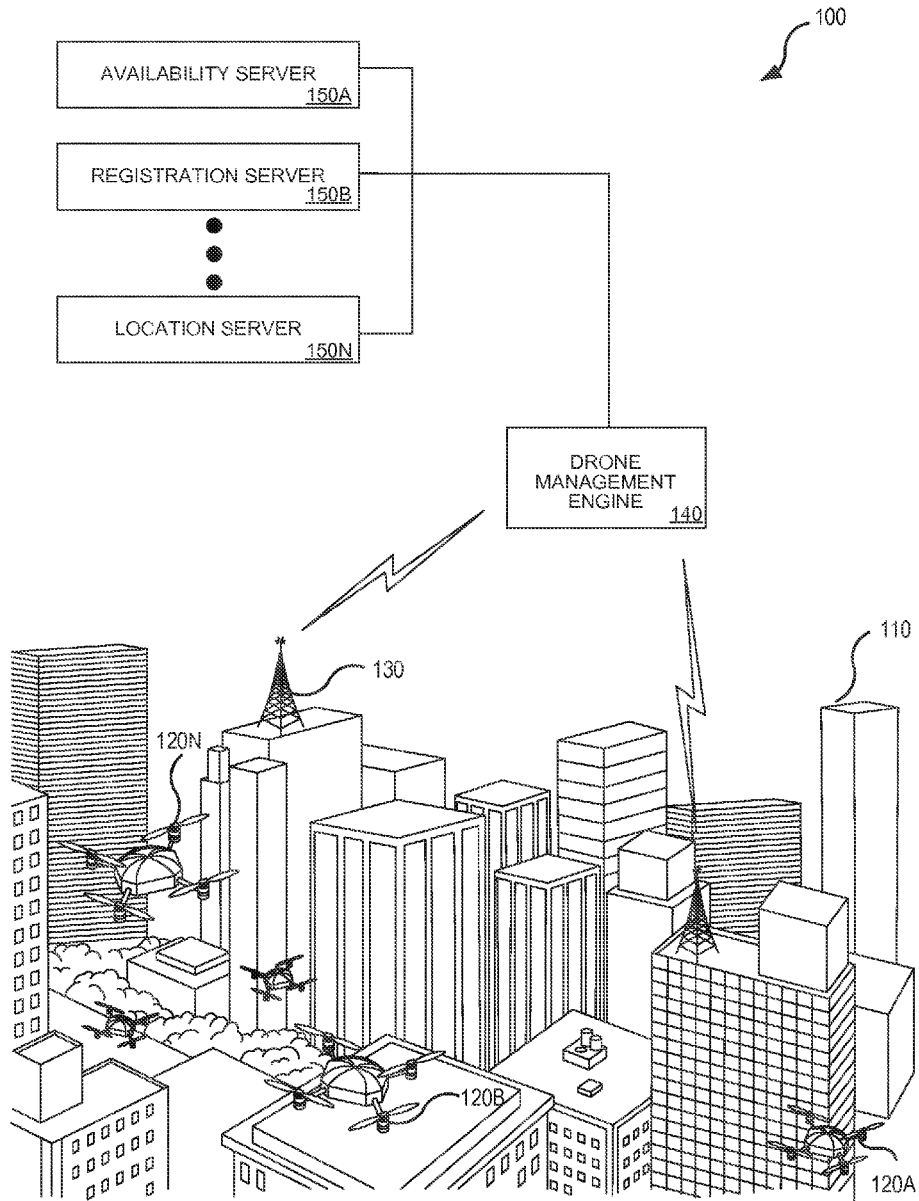 100
AVAILABILITY SERVER
150A
REGISTRATION SERVER
150B
LOCATION SERVER
150N
DRONE
MANAGEMENT
ENGINE
140
110
130
120N
120B
120A